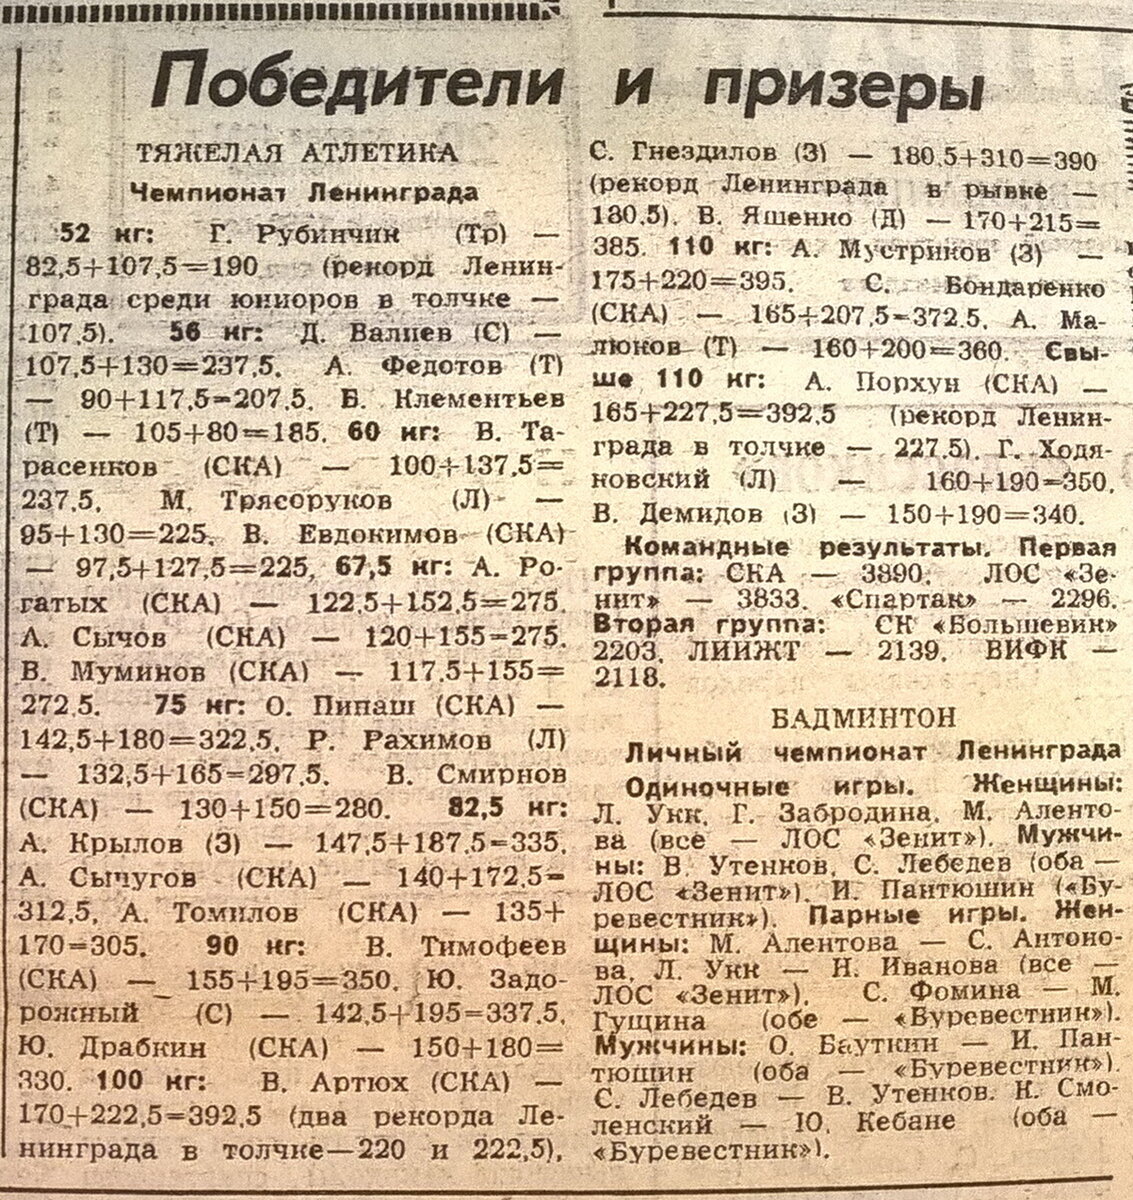 Победители и призеры
ТЯЖЕЛАЯ АТЛЕТИКА
Чемпионат Ленинграда
52 кг: Г. Рубинчик (Тр) —
82,5+107,5=190 (рекорд Ленин-
града среди юниоров в толчке —
107,5). 56 кг: Д. Валиев (С) —
107,5+130=237,5. А. Федотов (Т)
— 90+117,5=207,5. Б. Клементьев
(Т) — 105+80=185. 60 кг: В. Та-
расенков (СКА) — 100+137,5=
237,5. М. Трясоруков (Л) —
95+130=225. В. Евдокимов (СКА)
— 97,5+127,5=225. 67,5 кг: А. Ро-
гатых (СКА) — 122,5+152,5=275.
А. Сычов (СКА) — 120+155=275.
В. Муминов (СКА) — 117,5+155=
272,5. 75 кг: О. Пипаш (СКА) —
142,5+180=322,5. Р. Рахимов (Л)
— 132,5+165=297,5. В. Смирнов
(СКА) — 130+150=280. 82,5 кг:
А. Крылов (З) — 147,5+187,5=335.
А. Сычугов (СКА) — 140+172,5=
312,5. А. Томилов (СКА) — 135+
170=305. 90 кг: В. Тимофеев
(СКА) — 155+195=350. Ю. Задо-
рожный (С) — 142,5+195=337,5.
Ю. Драбкин (СКА) — 150+180=
330. 100 кг: В. Артюх (СКА) —
170+222,5=392,5 (два рекорда Ле-
нинграда в толчке—220 и 222,5),
С. Гнездилов (З) — 180,5+310=390
(рекорд Ленинграда в рывке —
180,5). В. Яшенко (Д) — 170+215=
385. 110 кг: А. Мустриков (З) —
175+220=395. С. Бондаренко
(СКА) — 165+207,5=372,5. А. Ма-
люков (Т) — 160+200=360. Свы-
ше 110 кг: А. Порхун (СКА) —
165+227,5=392,5 (рекорд Ленин-
града в толчке — 227,5). Г. Ходя-
ковский (Л) — 160+190=350.
В. Демидов (З) — 150+190=340.
Командные результаты. Первая
группа: СКА — 3890. ЛОС «Зе-
нит» — 3833. «Спартак» — 2296.
Вторая группа: СК «Большевик»
2203. ЛИИЖТ — 2139. ВИФК —
2118.
БАДМИНТОН
Личный чемпионат Ленинграда
Одиночные игры. Женщины:
Л. Укк. Г. Забродина. М. Аленто-
ва (все — ЛОС «Зенит»). Мужчи-
ны: В. Утенков, С. Лебедев (оба —
ЛОС «Зенит»). И. Пантюшин («Бу-
ревестник»). Парные игры. Жен-
щины: М. Алентова — С. Антоно-
ва, Л. Укк — Н. Иванова (все —
ЛОС «Зенит»). С. Фомина — М.
Гущина (обе — «Буревестник»).
Мужчины: О. Бауткин — И. Пан-
тюшин (оба — «Буревестник»).
С. Лебедев — В. Утенков. К. Смо-
ленский — Ю. Кебане (оба —
«Буревестник»).